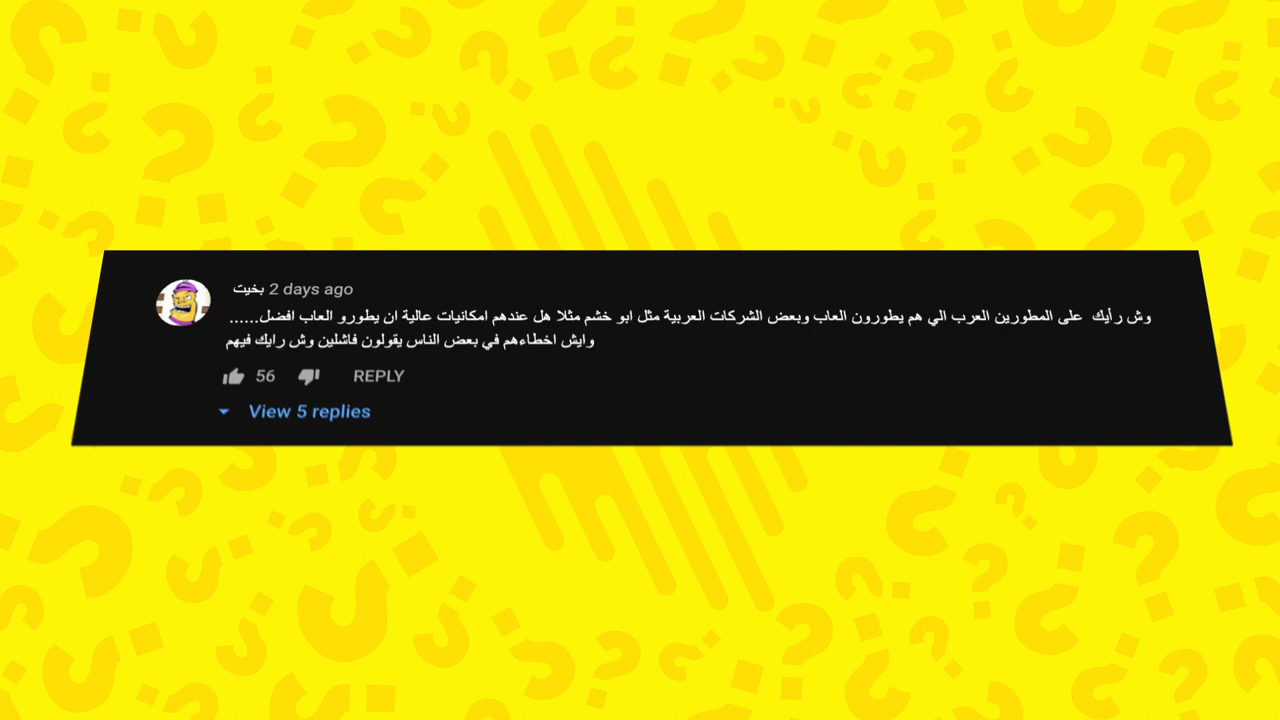 بخيت 2 days ago
وش رأيك على المطورين العرب الي هم يطورون العاب وبعض الشركات العربية مثل ابو خشم مثلا هل عندهم امكانيات عالية ان يطورو العاب افضل......
وايش اخطاءهم في بعض الناس يقولون فاشلين وش رايك فيهم
56 REPLY
View 5 replies